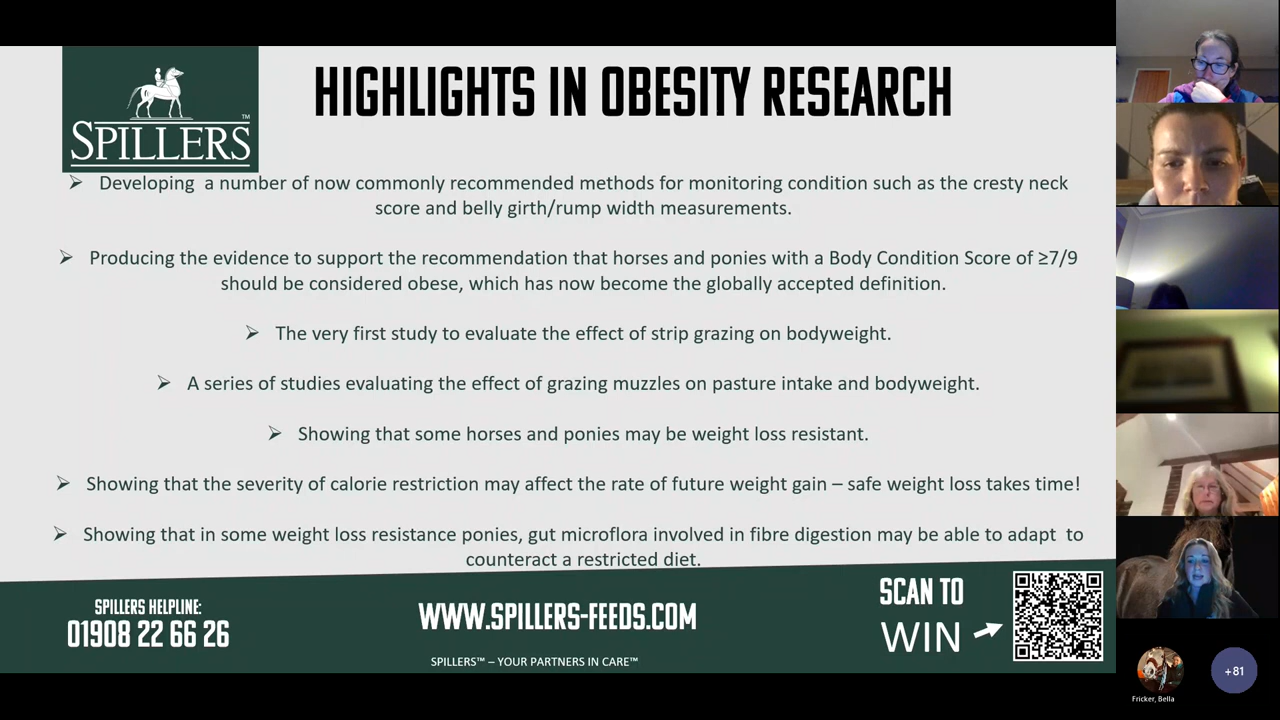 SPILLERS™
HIGHLIGHTS IN OBESITY RESEARCH
➢ Developing a number of now commonly recommended methods for monitoring condition such as the cresty neck
score and belly girth/rump width measurements.
➢ Producing the evidence to support the recommendation that horses and ponies with a Body Condition Score of ≥7/9
should be considered obese, which has now become the globally accepted definition.
➢ The very first study to evaluate the effect of strip grazing on bodyweight.
➢ A series of studies evaluating the effect of grazing muzzles on pasture intake and bodyweight.
➢ Showing that some horses and ponies may be weight loss resistant.
➢ Showing that the severity of calorie restriction may affect the rate of future weight gain – safe weight loss takes time!
➢ Showing that in some weight loss resistance ponies, gut microflora involved in fibre digestion may be able to adapt to
counteract a restricted diet.
SPILLERS HELPLINE:
01908 22 66 26
WWW.SPILLERS-FEEDS.COM
SPILLERS™ – YOUR PARTNERS IN CARE™
SCAN TO
WIN
Fricker, Bella
+81